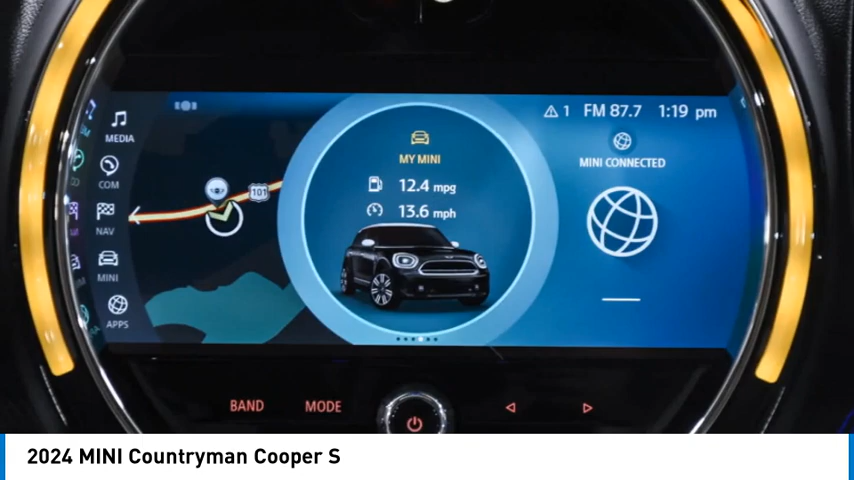 MEDIA
COM
NAV
MINI
APPS
101
MY MINI
12.4 mpg
13.6 mph
1 FM 87.7 1:19 pm
MINI CONNECTED
BAND MODE
2024 MINI Countryman Cooper S